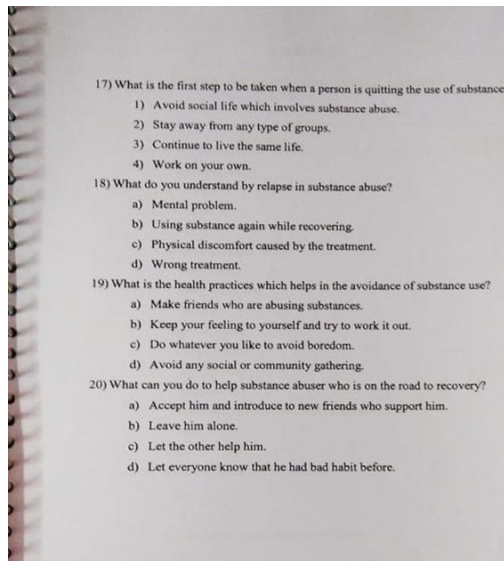 17) What is the first step to be taken when a person is quitting the use of substance
1) Avoid social life which involves substance abuse.
2) Stay away from any type of groups.
3) Continue to live the same life.
4) Work on your own.
18) What do you understand by relapse in substance abuse?
a) Mental problem.
b) Using substance again while recovering.
c) Physical discomfort caused by the treatment.
d) Wrong treatment.
19) What is the health practices which helps in the avoidance of substance use?
a) Make friends who are abusing substances.
b) Keep your feeling to yourself and try to work it out.
c) Do whatever you like to avoid boredom.
d) Avoid any social or community gathering.
20) What can you do to help substance abuser who is on the road to recovery?
a) Accept him and introduce to new friends who support him.
b) Leave him alone.
c) Let the other help him.
d) Let everyone know that he had bad habit before.